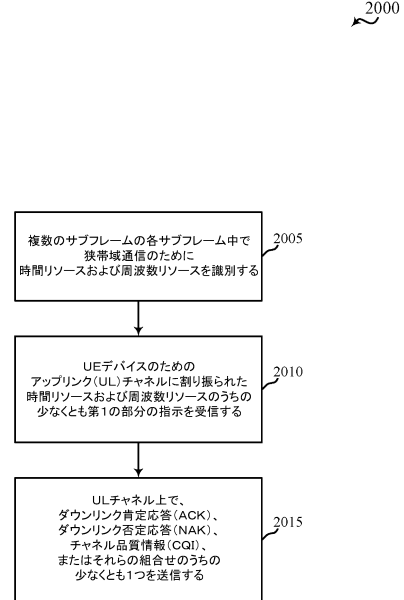 2000
複数のサブフレームの各サブフレーム中で
狭帯域通信のために
時間リソースおよび周波数リソースを識別する
2005
UEデバイスのための
アップリンク(UL)チャネルに割り振られた
時間リソースおよび周波数リソースのうちの
少なくとも第1の部分の指示を受信する
2010
ULチャネル上で、
ダウンリンク肯定応答(ACK)、
ダウンリンク否定応答(NAK)、
チャネル品質情報(CQI)、
またはそれらの組合せのうちの
少なくとも1つを送信する
2015